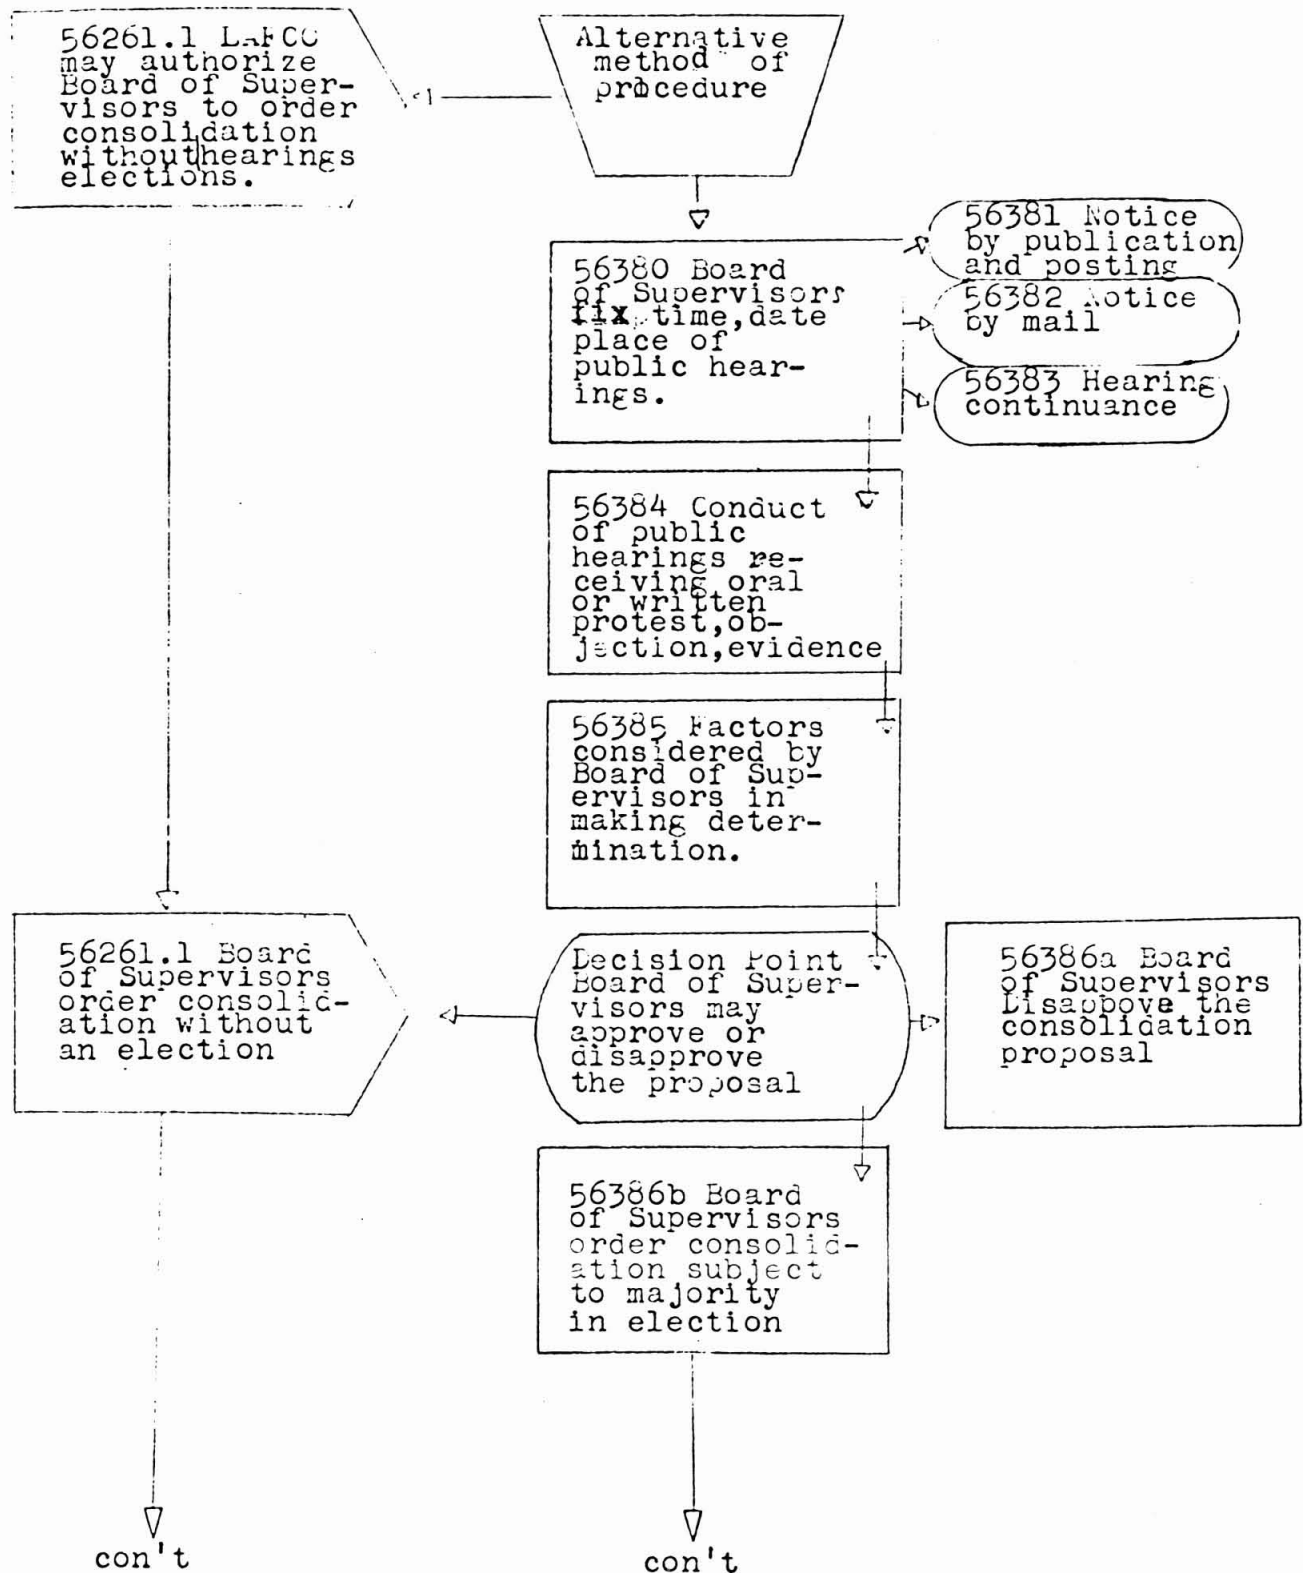 56261.1 LAFCO
may authorize
Board of Super-
visors to order
consolidation
without hearings
elections.
Alternative
method of
procedure
56380 Board
of Supervisors
fix time,date
place of
public hear-
ings.
56381 Notice
by publication
and posting
56382 Notice
by mail
56383 Hearing
continuance
56384 Conduct
of public
hearings re-
ceiving oral
or written
protest,ob-
jection,evidence
56385 Factors
considered by
Board of Sup-
ervisors in
making deter-
mination.
56261.1 Board
of Supervisors
order consolid-
ation without
an election
Decision Point
Board of Super-
visors may
approve or
disapprove
the proposal
56386a Board
of Supervisors
Disappove the
consolidation
proposal
56386b Board
of Supervisors
order consolid-
ation subject
to majority
in election
con't
con't